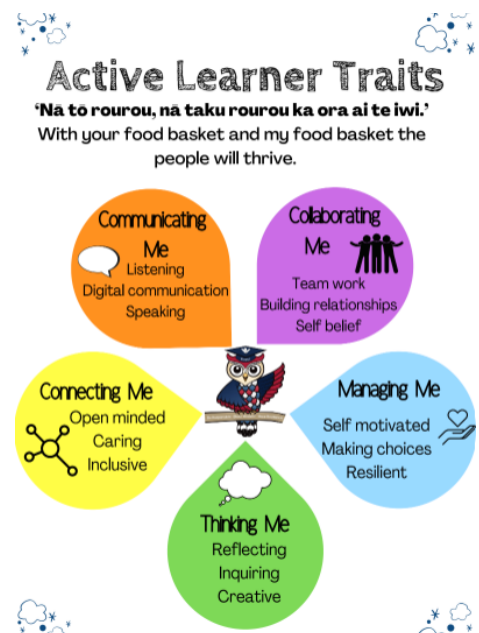 Active Learner Traits
‘Nā tō rourou, nā taku rourou ka ora ai te iwi.’
With your food basket and my food basket the
people will thrive.
Communicating
Me
Listening
Digital communication
Speaking
Collaborating
Me
Team work
Building relationships
Self belief
Connecting Me
Open minded
Caring
Inclusive
Managing Me
Self motivated
Making choices
Resilient
Thinking Me
Reflecting
Inquiring
Creative